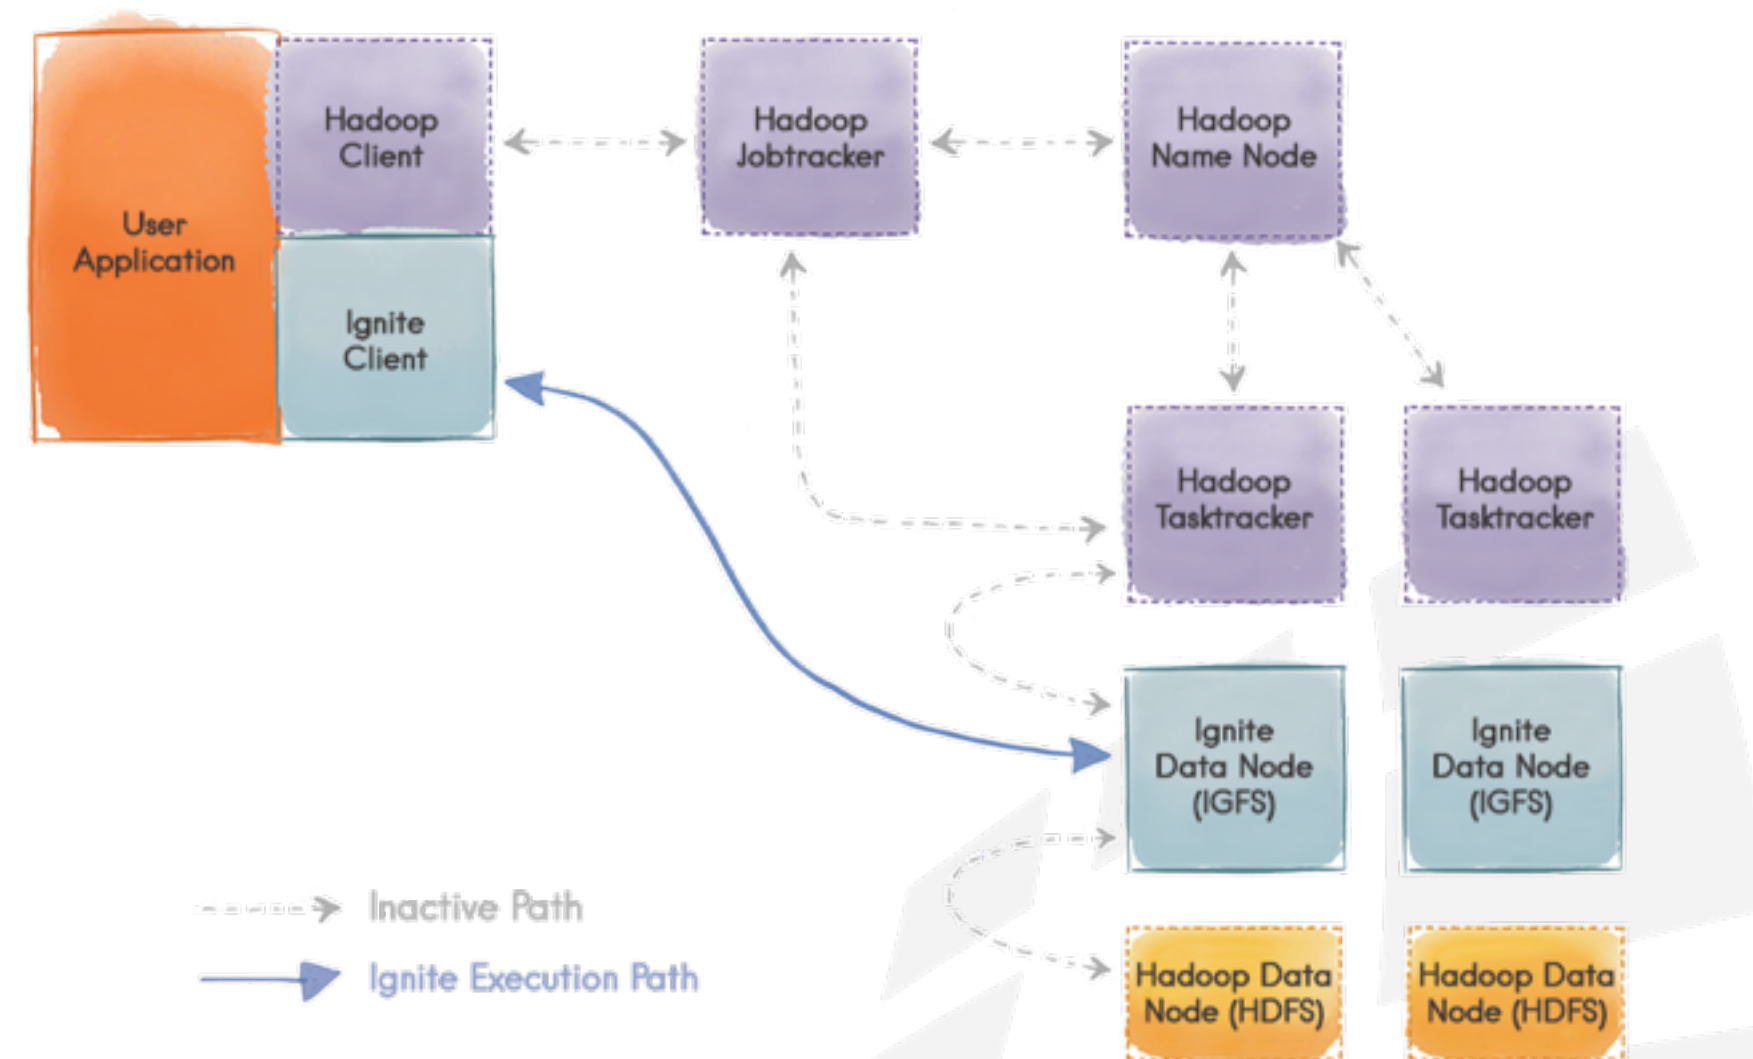 Hadoop
Client
Hadoop
Jobtracker
Hadoop
Name Node
User
Application
Ignite
Client
Hadoop
Tasktracker
Hadoop
Tasktracker
Ignite
Data Node
(IGFS)
Ignite
Data Node
(IGFS)
Inactive Path
Ignite Execution Path
Hadoop Data
Node (HDFS)
Hadoop Data
Node (HDFS)